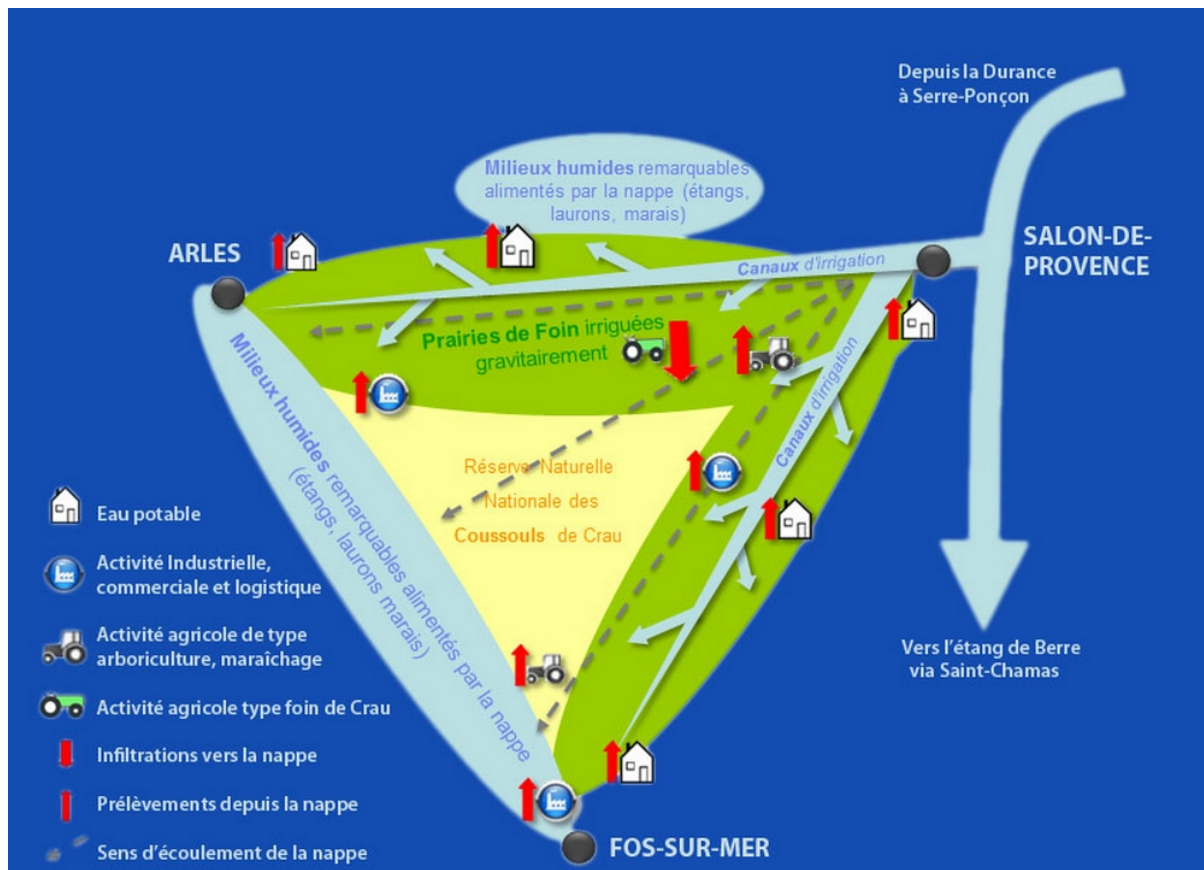 Depuis la Durance
à Serre-Ponçon
Milieux humides remarquables
alimentés par la nappe (étangs,
laurons, marais)
ARLES
SALON-DE-
PROVENCE
Canaux d'irrigation
Prairies de Foin irriguées
gravitairement
Canaux d'irrigation
Milieux humides remarquables alimentés par la nappe
(étangs, laurons marais)
Réserve Naturelle
Nationale des
Coussouls de Crau
Eau potable
Activité Industrielle,
commerciale et logistique
Activité agricole de type
arboriculture, maraîchage
Activité agricole type foin de Crau
Infiltrations vers la nappe
Prélèvements depuis la nappe
Sens d'écoulement de la nappe
Vers l'étang de Berre
via Saint-Chamas
FOS-SUR-MER